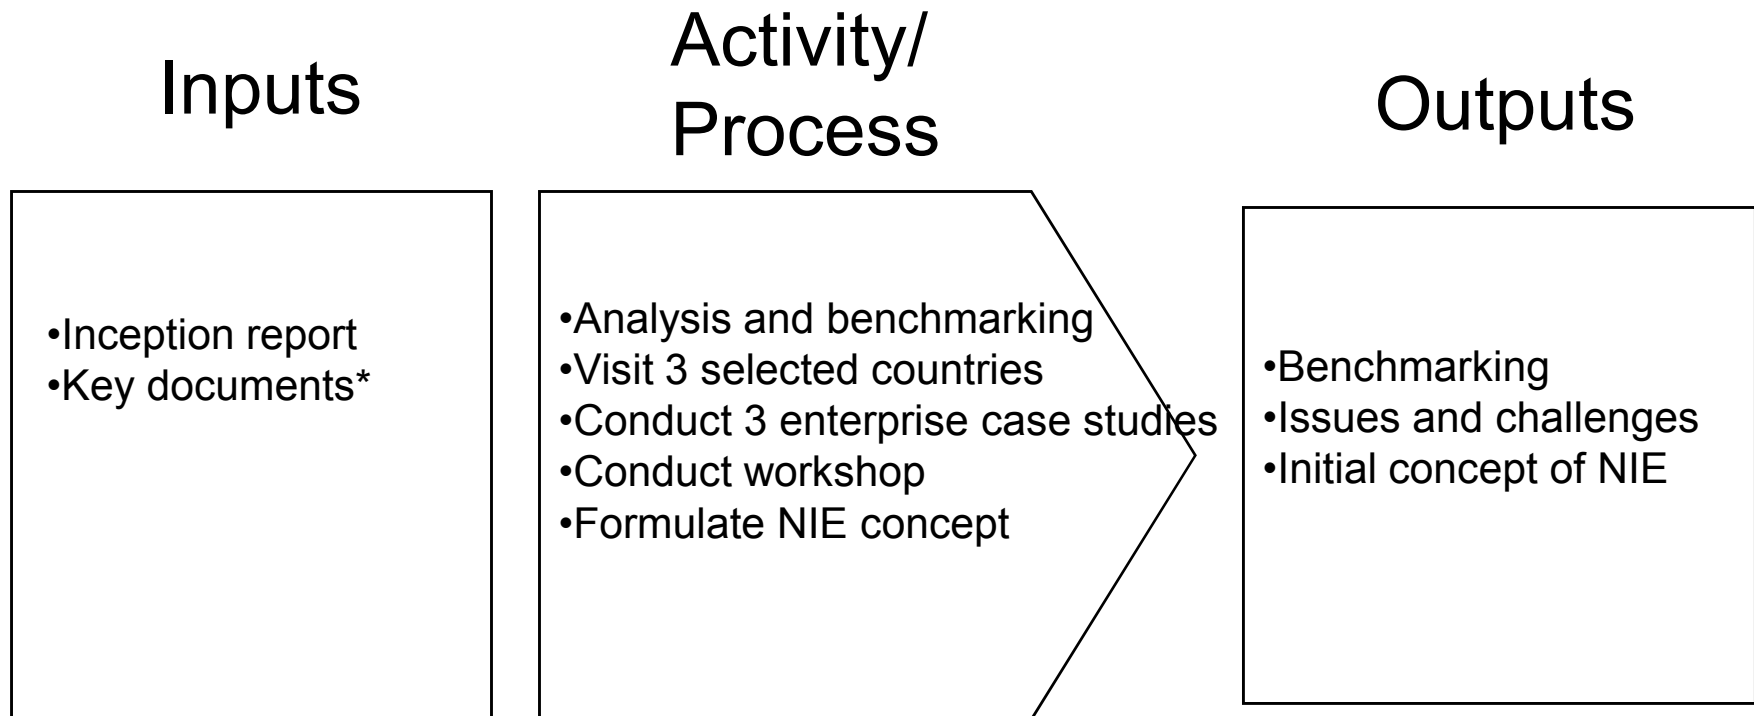 Inputs
Activity/
Process
Outputs
•Inception report
•Key documents*
•Analysis and benchmarking
•Visit 3 selected countries
•Conduct 3 enterprise case studies
•Conduct workshop
•Formulate NIE concept
•Benchmarking
•Issues and challenges
•Initial concept of NIE